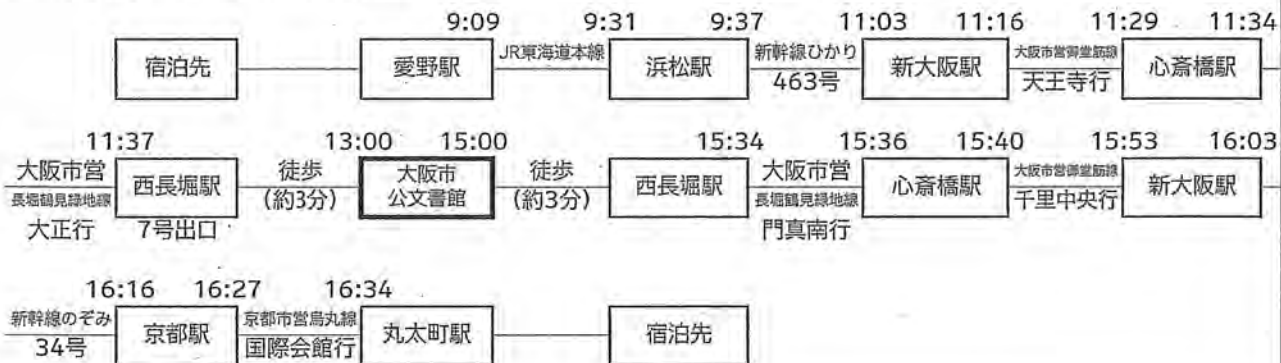 9:09 9:31 9:37 11:03 11:16 11:29 11:34
宿泊先 愛野駅 JR東海道本線 浜松駅 新幹線ひかり 463号 新大阪駅 大阪市営御堂筋線 天王寺行 心斎橋駅
11:37 13:00 15:00 15:34 15:36 15:40 15:53 16:03
大阪市営 長堀鶴見緑地線 大正行 西長堀駅 7号出口 徒歩 (約3分) 大阪市 公文書館 徒歩 (約3分) 西長堀駅 大阪市営 長堀鶴見緑地線 門真南行 心斎橋駅 大阪市営御堂筋線 千里中央行 新大阪駅
16:16 16:27 16:34
新幹線のぞみ 34号 京都駅 京都市営烏丸線 国際会館行 丸太町駅 宿泊先